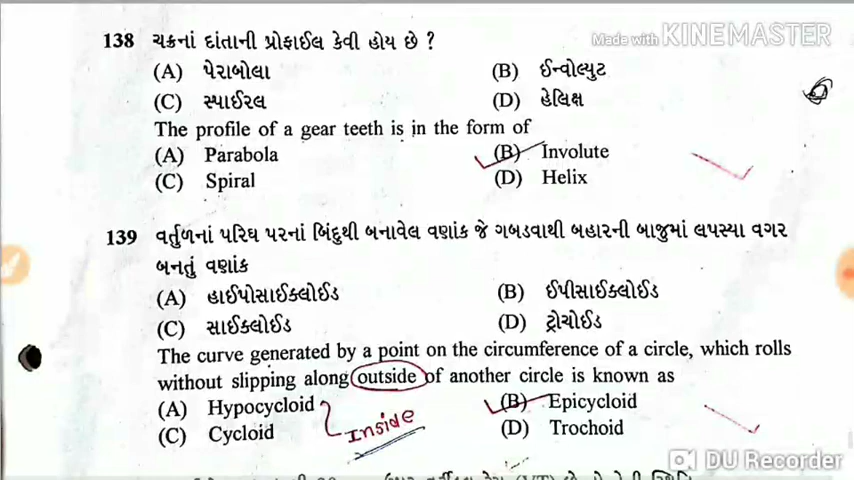 Made with KINEMASTER
138 ચક્રનાં દાંતાની પ્રોફાઈલ કેવી હોય છે ?
(A) પેરાબોલા (B) ઈન્વોલ્યુટ
(C) સ્પાઈરલ (D) હેલિક્ષ
The profile of a gear teeth is in the form of
(A) Parabola (B) Involute
(C) Spiral (D) Helix
139 વર્તુળનાં પરિઘ પરનાં બિંદુથી બનાવેલ વણાંક જે ગબડવાથી બહારની બાજુમાં લપસ્યા વગર
બનતું વણાંક
(A) હાઈપોસાઈક્લોઈડ (B) ઈપીસાઈક્લોઈડ
(C) સાઈક્લોઈડ (D) ટ્રોચોઈડ
The curve generated by a point on the circumference of a circle, which rolls
without slipping along outside of another circle is known as
(A) Hypocycloid (B) Epicycloid
Inside
(C) Cycloid (D) Trochoid
DU Recorder